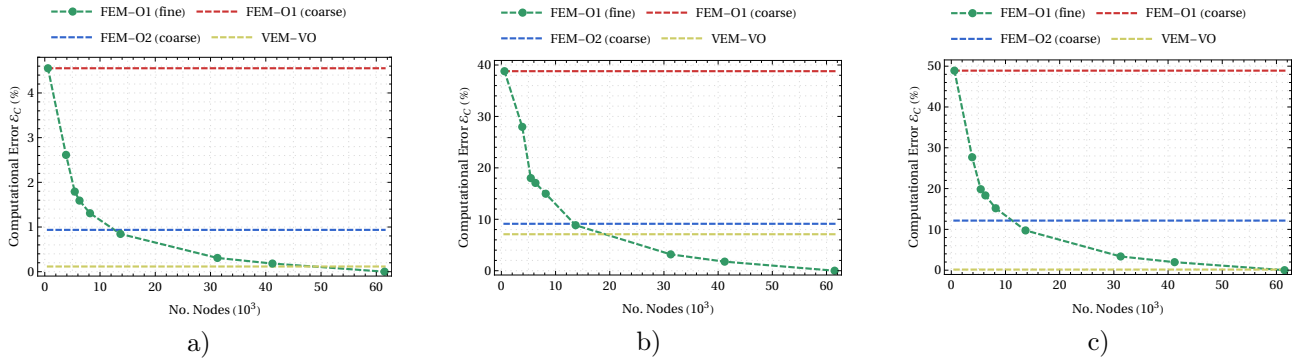 FEM–O1 (fine) FEM–O1 (coarse)
FEM–O2 (coarse) VEM–VO
Computational Error ℰC (%)
4
3
2
1
0
0 10 20 30 40 50 60
No. Nodes (10³)
a)
FEM–O1 (fine) FEM–O1 (coarse)
FEM–O2 (coarse) VEM–VO
Computational Error ℰC (%)
40
30
20
10
0
0 10 20 30 40 50 60
No. Nodes (10³)
b)
FEM–O1 (fine) FEM–O1 (coarse)
FEM–O2 (coarse) VEM–VO
Computational Error ℰC (%)
50
40
30
20
10
0
0 10 20 30 40 50 60
No. Nodes (10³)
c)